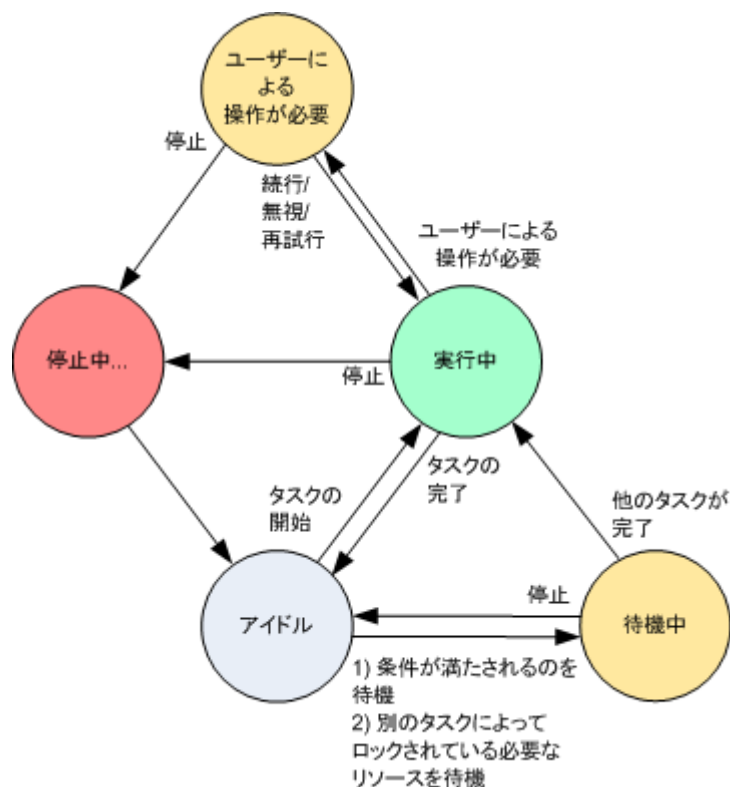 ユーザーに
よる
操作が必要
停止
続行/
無視/
再試行
ユーザーによる
操作が必要
停止中...
停止
実行中
タスクの
開始
タスクの
完了
他のタスクが
完了
アイドル
停止
待機中
1) 条件が満たされるのを
待機
2) 別のタスクによって
ロックされている必要な
リソースを待機